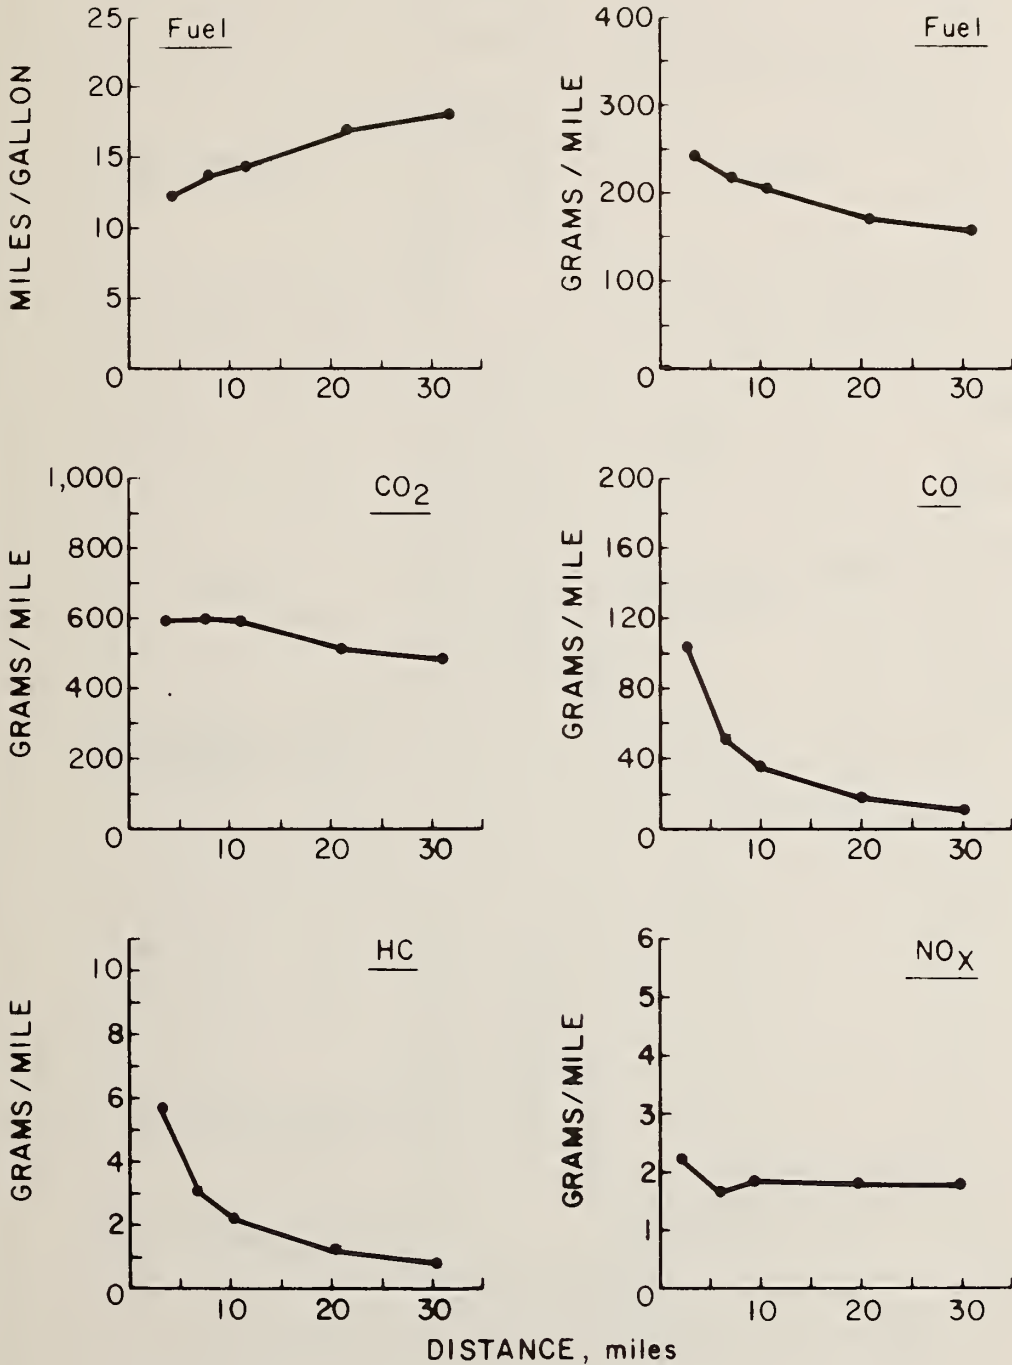 MILES/GALLON
Fuel
25
20
15
10
5
0
10 20 30
GRAMS/MILE
Fuel
400
300
200
100
0
10 20 30
GRAMS/MILE
CO2
1,000
800
600
400
200
0
10 20 30
GRAMS/MILE
CO
200
160
120
80
40
0
10 20 30
GRAMS/MILE
HC
10
8
6
4
2
0
10 20 30
GRAMS/MILE
NOX
6
5
4
3
2
1
0
10 20 30
DISTANCE, miles